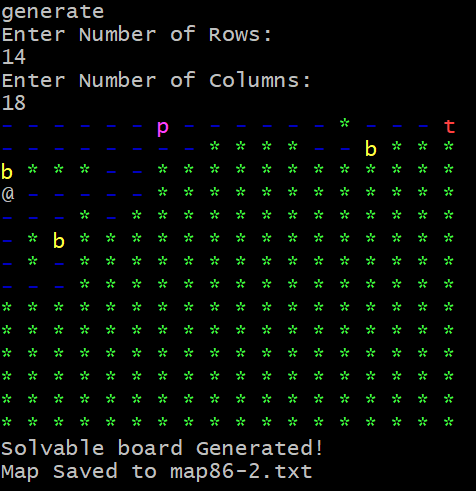 generate
Enter Number of Rows:
14
Enter Number of Columns:
18
- - - - - - p - - - - - - * - - - t
- - - - - - - - * * * * - - b * * *
b * * * - - * * * * * * * * * * * *
@ - - - - - * * * * * * * * * * * *
- - - * - * * * * * * * * * * * * *
- * b * * * * * * * * * * * * * * *
- * - * * * * * * * * * * * * * * *
- - - * * * * * * * * * * * * * * *
* * * * * * * * * * * * * * * * * *
* * * * * * * * * * * * * * * * * *
* * * * * * * * * * * * * * * * * *
* * * * * * * * * * * * * * * * * *
* * * * * * * * * * * * * * * * * *
* * * * * * * * * * * * * * * * * *
Solvable board Generated!
Map Saved to map86-2.txt